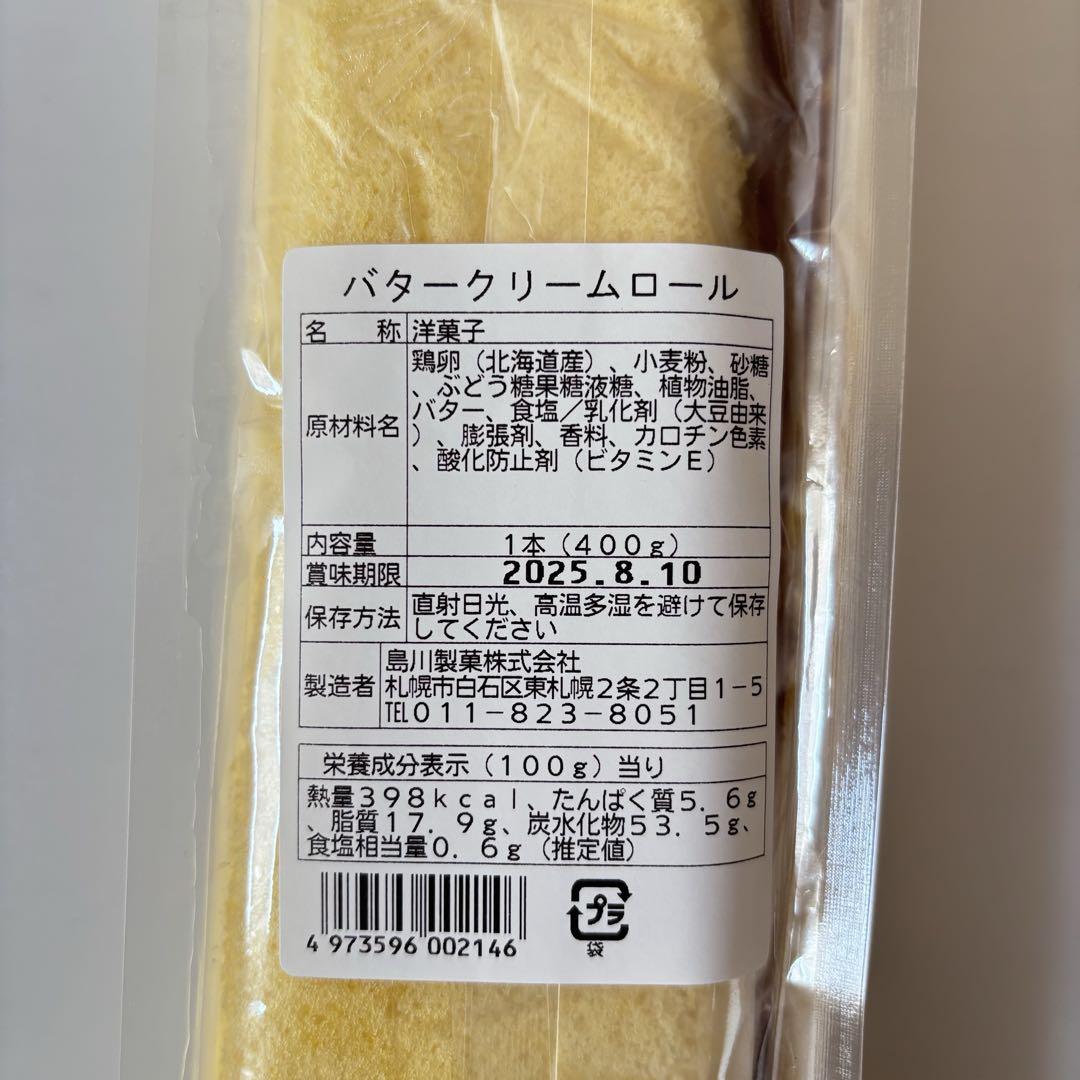 バタークリームロール
名 称 洋菓子
原材料名 鶏卵（北海道産）、小麦粉、砂糖
、ぶどう糖果糖液糖、植物油脂、
バター、食塩／乳化剤（大豆由来
）、膨張剤、香料、カロチン色素
、酸化防止剤（ビタミンＥ）
内容量 １本（４００ｇ）
賞味期限 2025.8.10
保存方法 直射日光、高温多湿を避けて保存
してください
製造者 島川製菓株式会社
札幌市白石区東札幌２条２丁目１－５
℡０１１－８２３－８０５１
栄養成分表示（１００ｇ）当り
熱量３９８ｋｃａｌ、たんぱく質５．６ｇ
、脂質１７．９ｇ、炭水化物５３．５ｇ、
食塩相当量０．６ｇ（推定値）
4 973596 002146
プラ
袋